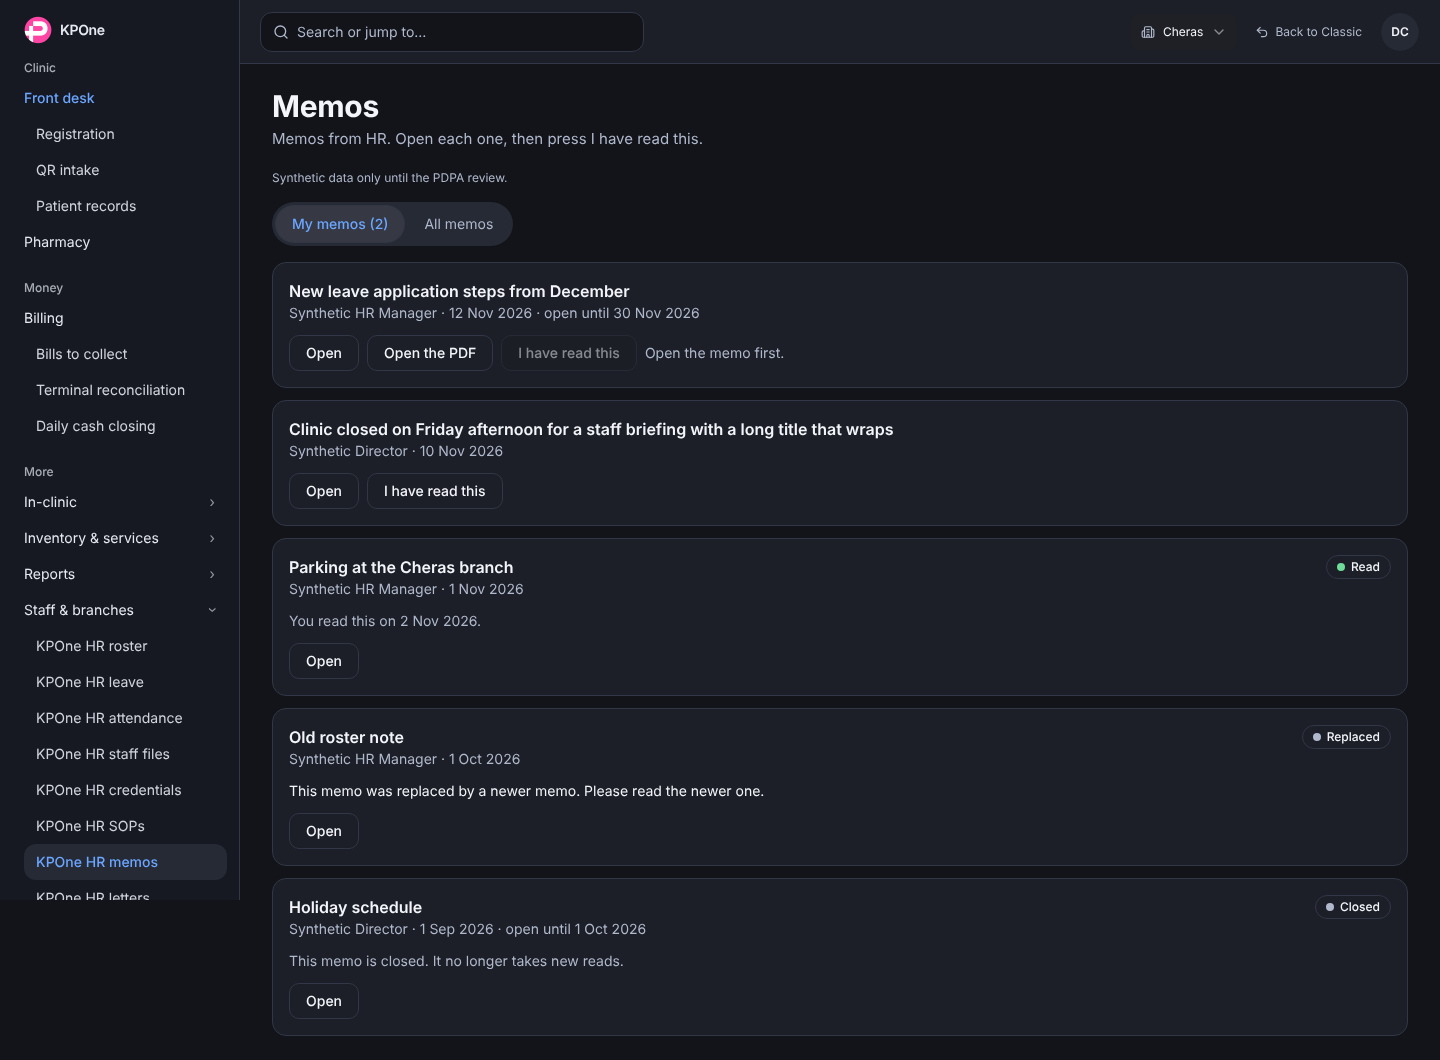 KPOne
Search or jump to...
Cheras
Back to Classic
DC
Clinic
Front desk
Registration
QR intake
Patient records
Pharmacy
Money
Billing
Bills to collect
Terminal reconciliation
Daily cash closing
More
In-clinic
Inventory & services
Reports
Staff & branches
KPOne HR roster
KPOne HR leave
KPOne HR attendance
KPOne HR staff files
KPOne HR credentials
KPOne HR SOPs
KPOne HR memos
KPOne HR letters
Memos
Memos from HR. Open each one, then press I have read this.
Synthetic data only until the PDPA review.
My memos (2)
All memos
New leave application steps from December
Synthetic HR Manager · 12 Nov 2026 · open until 30 Nov 2026
Open
Open the PDF
I have read this
Open the memo first.
Clinic closed on Friday afternoon for a staff briefing with a long title that wraps
Synthetic Director · 10 Nov 2026
Open
I have read this
Parking at the Cheras branch
Read
Synthetic HR Manager · 1 Nov 2026
You read this on 2 Nov 2026.
Open
Old roster note
Replaced
Synthetic HR Manager · 1 Oct 2026
This memo was replaced by a newer memo. Please read the newer one.
Open
Holiday schedule
Closed
Synthetic Director · 1 Sep 2026 · open until 1 Oct 2026
This memo is closed. It no longer takes new reads.
Open